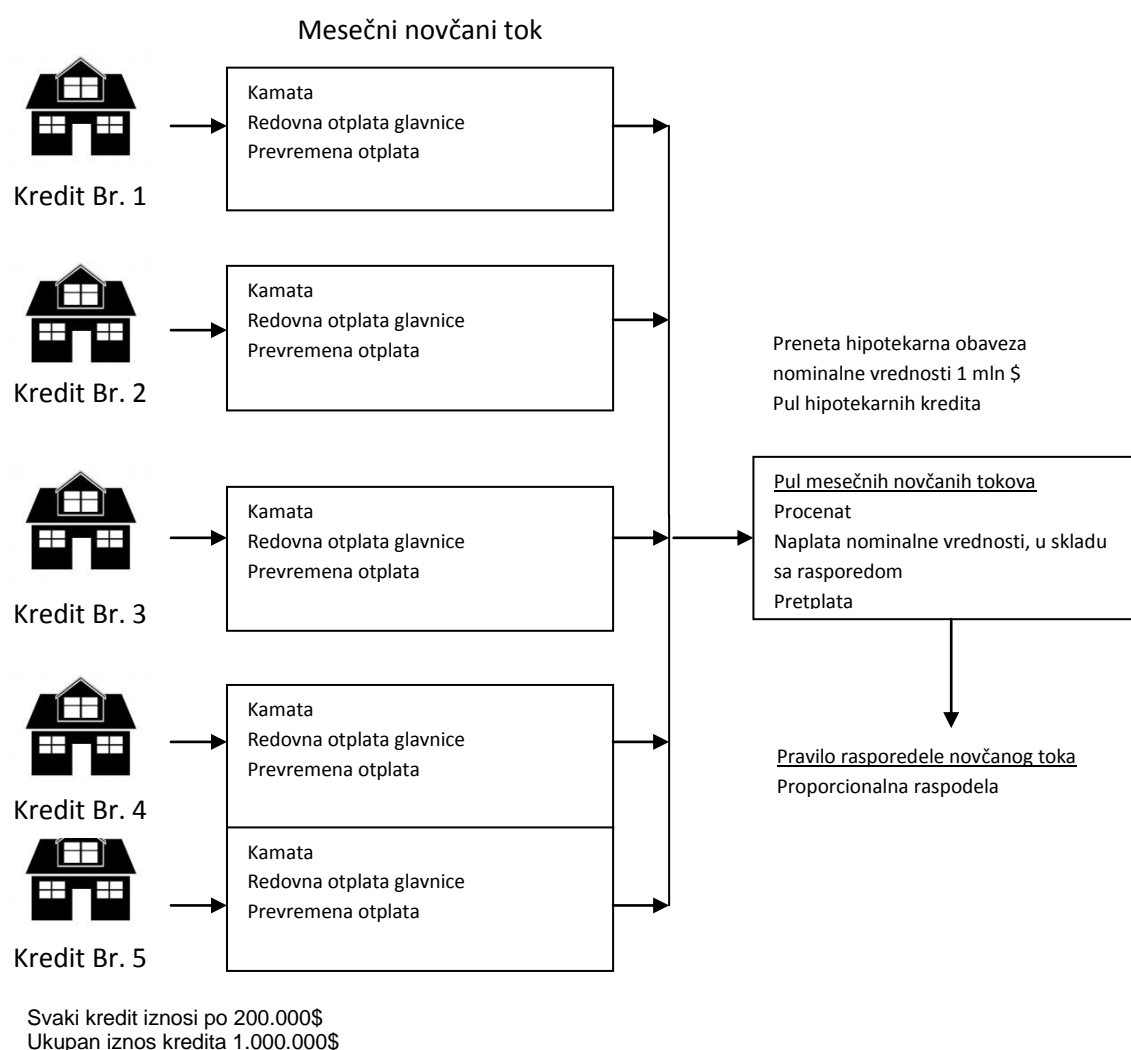 Mesečni novčani tok
Kamata
Redovna otplata glavnice
Prevremena otplata
Kredit Br. 1
Kamata
Redovna otplata glavnice
Prevremena otplata
Kredit Br. 2
Kamata
Redovna otplata glavnice
Prevremena otplata
Kredit Br. 3
Kamata
Redovna otplata glavnice
Prevremena otplata
Kredit Br. 4
Kamata
Redovna otplata glavnice
Prevremena otplata
Kredit Br. 5
Preneta hipotekarna obaveza
nominalne vrednosti 1 mln $
Pul hipotekarnih kredita
Pul mesečnih novčanih tokova
Procenat
Naplata nominalne vrednosti, u skladu
sa rasporedom
Pretplata
Pravilo rasporedele novčanog toka
Proporcionalna raspodela
Svaki kredit iznosi po 200.000$
Ukupan iznos kredita 1.000.000$